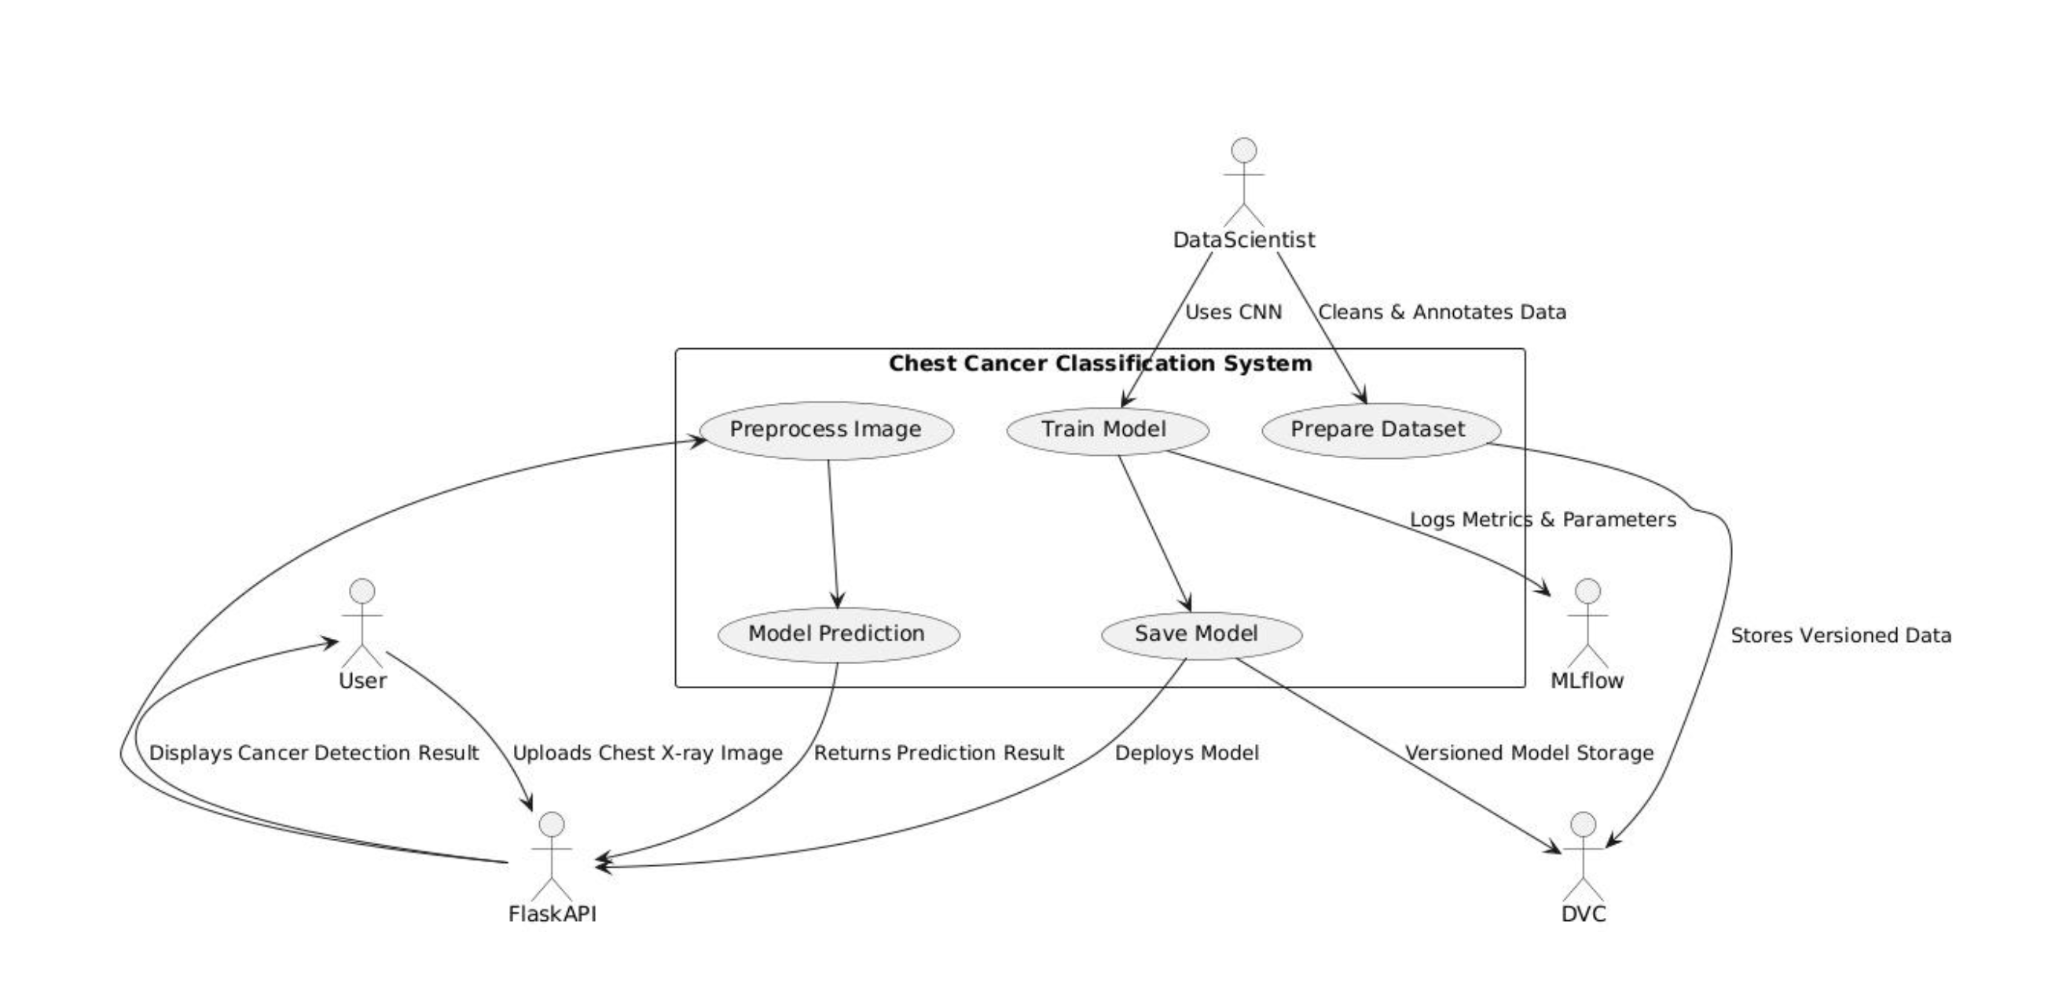 DataScientist
Uses CNN
Cleans & Annotates Data
Chest Cancer Classification System
Preprocess Image
Train Model
Prepare Dataset
Logs Metrics & Parameters
Model Prediction
Save Model
Stores Versioned Data
User
MLflow
Displays Cancer Detection Result
Uploads Chest X-ray Image
Returns Prediction Result
Deploys Model
Versioned Model Storage
FlaskAPI
DVC